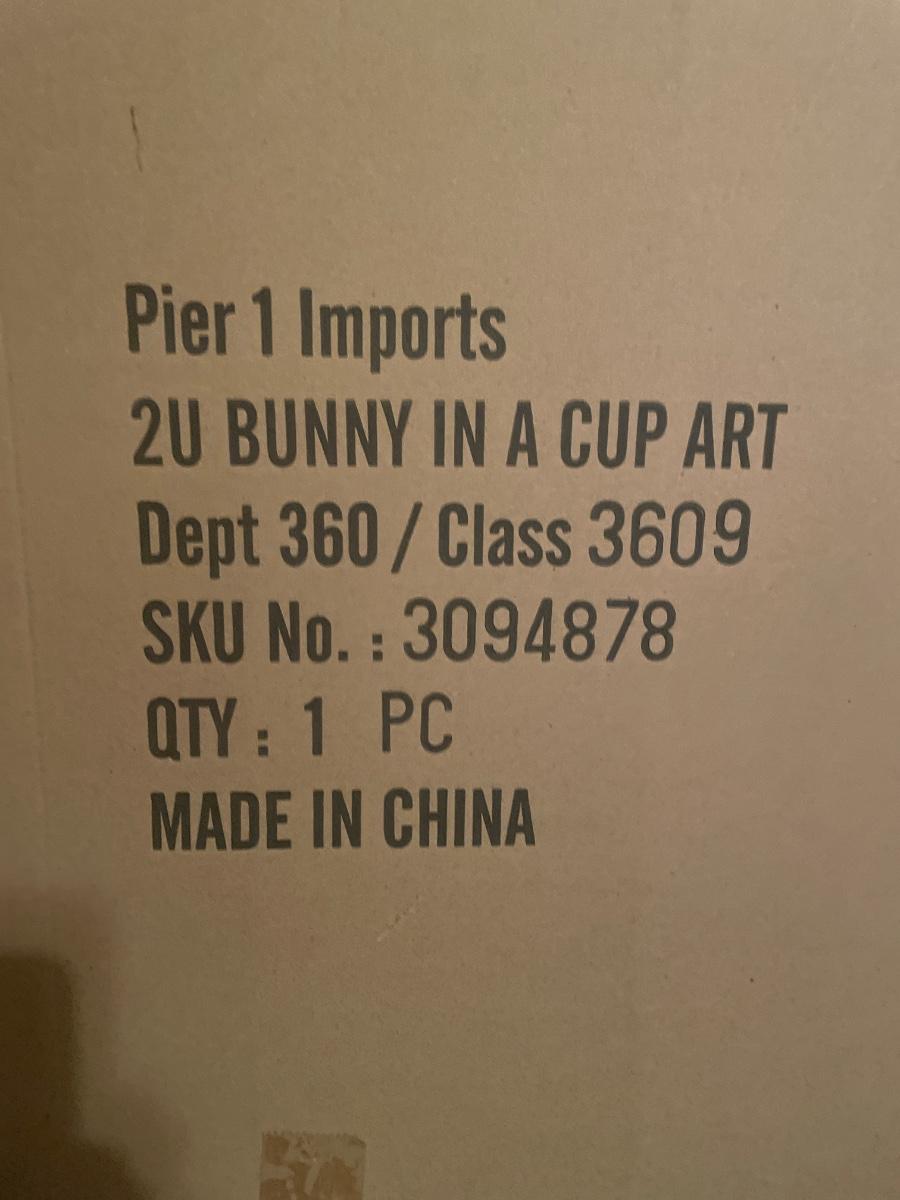 Pier 1 Imports
2U BUNNY IN A CUP ART
Dept 360 / Class 3609
SKU No. : 3094878
QTY : 1 PC
MADE IN CHINA